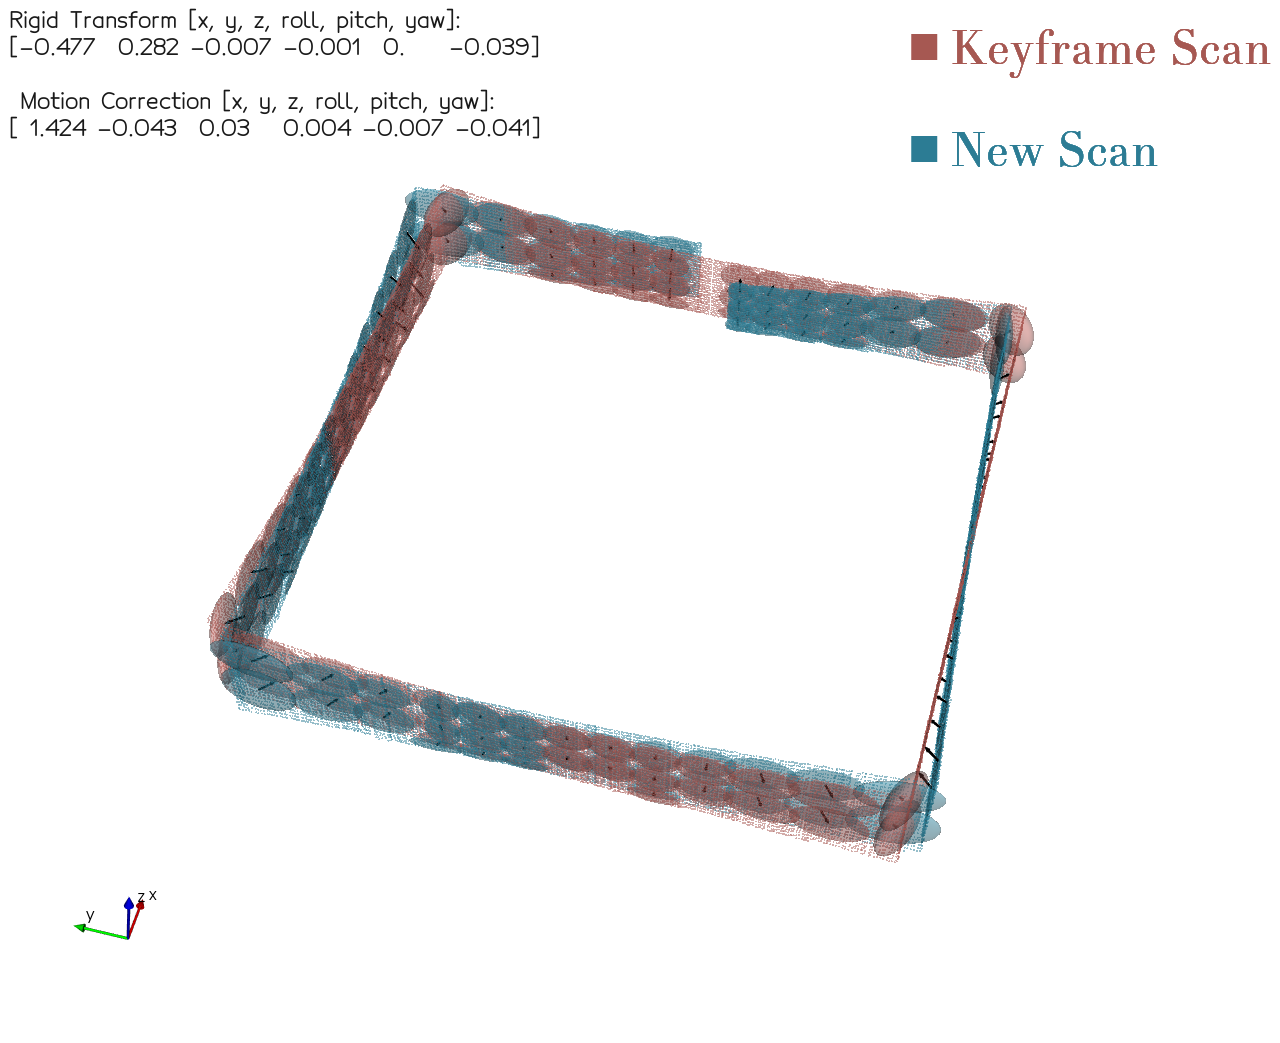 Rigid Transform [x, y, z, roll, pitch, yaw]:
[-0.477 0.282 -0.007 -0.001 0. -0.039]
Motion Correction [x, y, z, roll, pitch, yaw]:
[ 1.424 -0.043 0.03 0.004 -0.007 -0.041]
Keyframe Scan
New Scan
z x
y